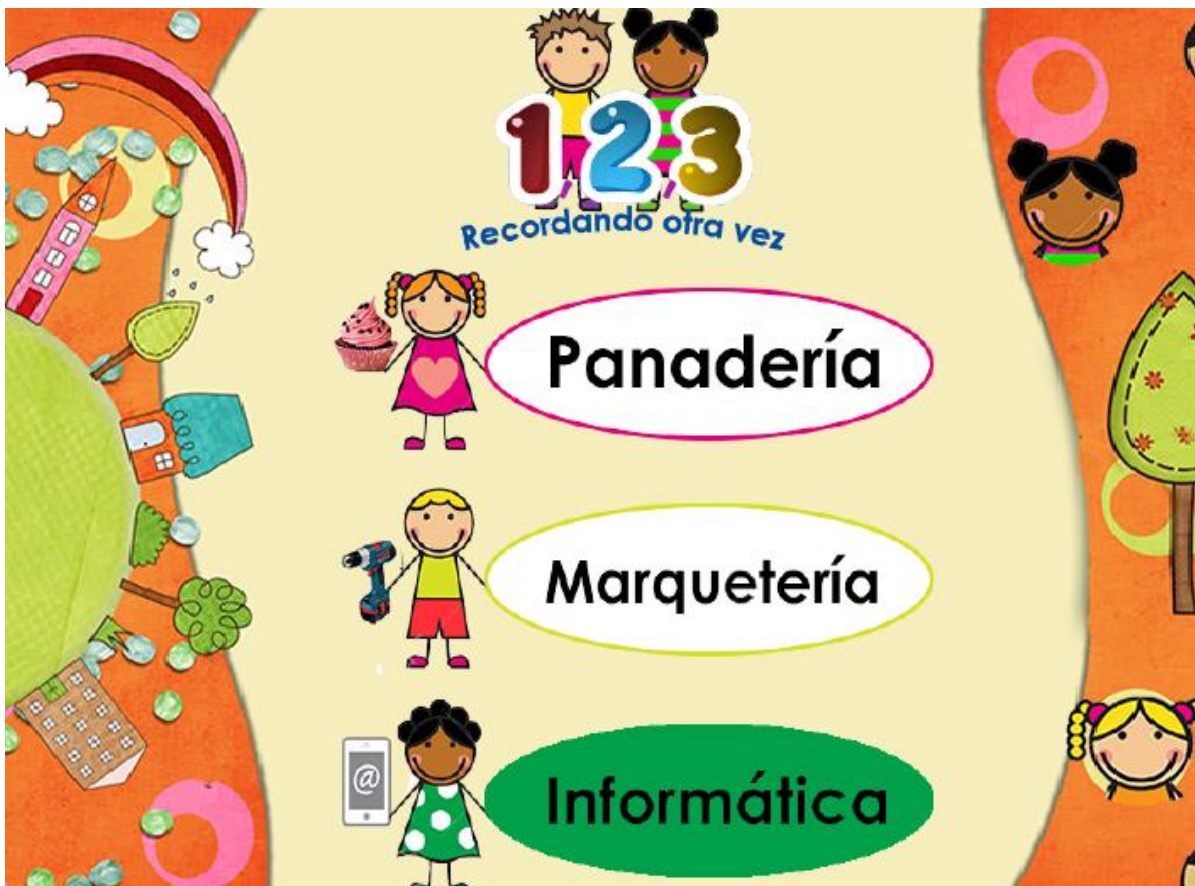 1,2,3
Recordando otra vez
Panadería
Marquetería
@
Informática